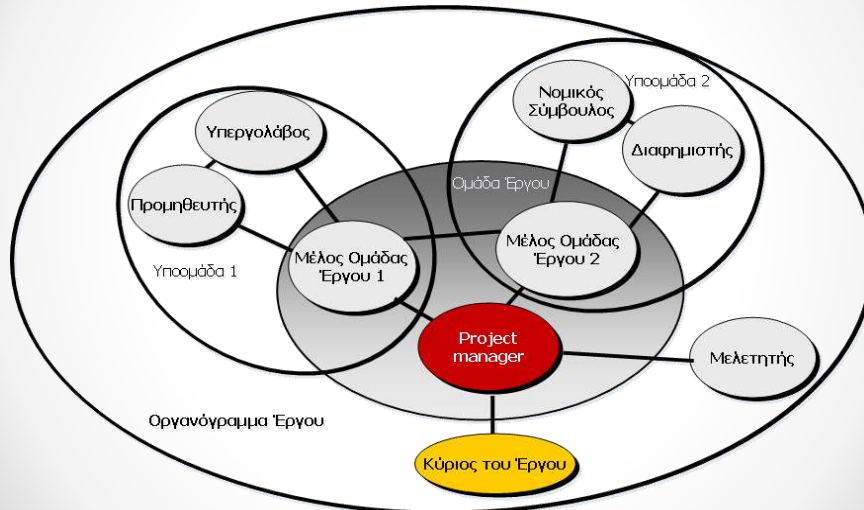 Νομικός
Σύμβουλος
Υποομάδα 2
Υπεργολάβος
Διαφημιστής
Ομάδα Έργου
Προμηθευτής
Μέλος Ομάδας
Έργου 2
Μέλος Ομάδας
Έργου 1
Υποομάδα 1
Project
manager
Μελετητής
Οργανόγραμμα Έργου
Κύριος του Έργου